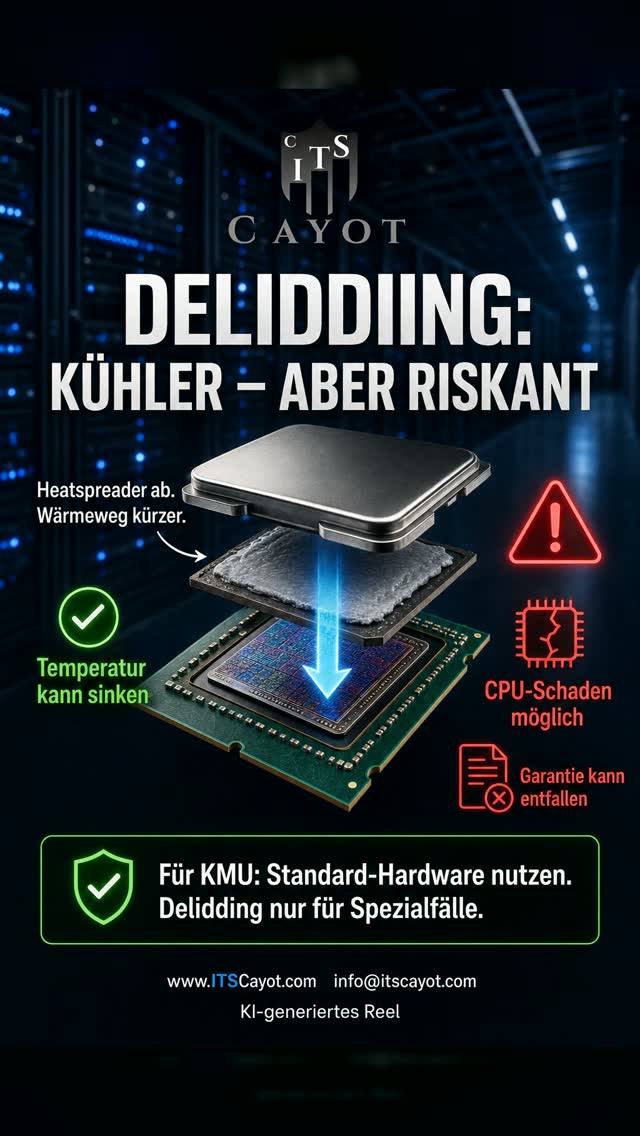 C ITS
CAYOT
DELIDDIING:
KÜHLER – ABER RISKANT
Heatspreader ab.
Wärmeweg kürzer.
Temperatur
kann sinken
CPU-Schaden
möglich
Garantie kann
entfallen
Für KMU: Standard-Hardware nutzen.
Delidding nur für Spezialfälle.
www.ITSCayot.com info@itscayot.com
KI-generiertes Reel